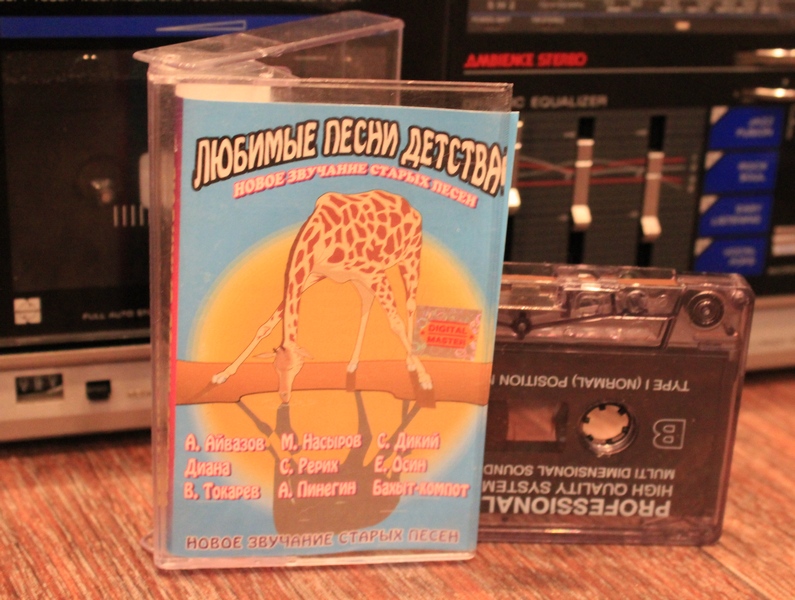 AMBIENCE STEREO
EQUALIZER
JAZZ
ROCK
FULL AUTO
ЛЮБИМЫЕ ПЕСНИ ДЕТСТВА
НОВОЕ ЗВУЧАНИЕ СТАРЫХ ПЕСЕН
DIGITAL
MASTER
А. Айвазов М. Насыров С. Дикий
Диана С. Рерих Е. Осин
В. Токарев А. Пинегин Бахыт-компот
НОВОЕ ЗВУЧАНИЕ СТАРЫХ ПЕСЕН
PROFESSIONAL
HIGH QUALITY SYSTEM
MULTI DIMENSIONAL SOUND
B
TYPE I (NORMAL) POSITION